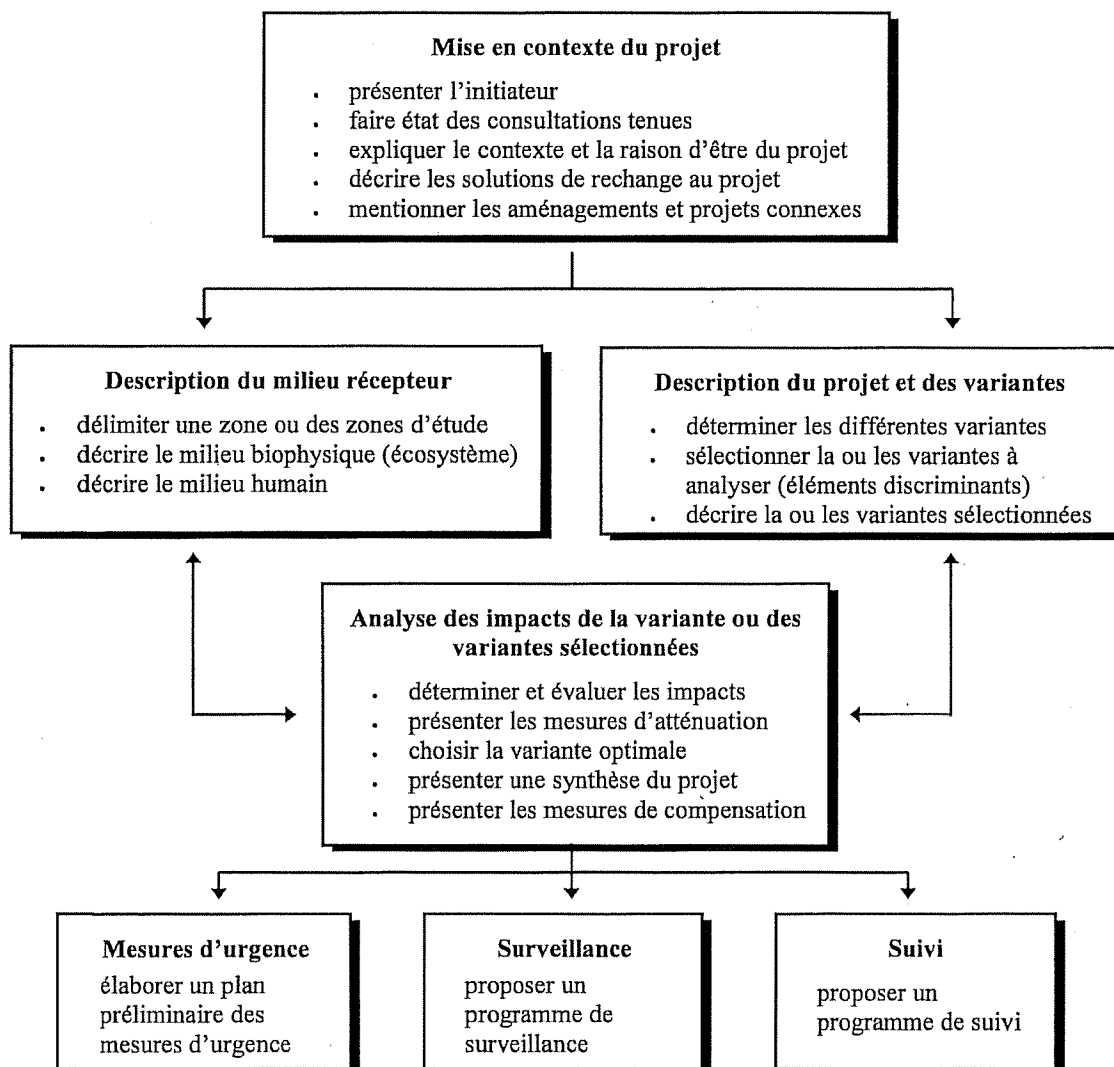 Mise en contexte du projet
. présenter l'initiateur
. faire état des consultations tenues
. expliquer le contexte et la raison d'être du projet
. décrire les solutions de rechange au projet
. mentionner les aménagements et projets connexes
Description du milieu récepteur
. délimiter une zone ou des zones d'étude
. décrire le milieu biophysique (écosystème)
. décrire le milieu humain
Description du projet et des variantes
. déterminer les différentes variantes
. sélectionner la ou les variantes à
analyser (éléments discriminants)
. décrire la ou les variantes sélectionnées
Analyse des impacts de la variante ou des
variantes sélectionnées
. déterminer et évaluer les impacts
. présenter les mesures d'atténuation
. choisir la variante optimale
. présenter une synthèse du projet
. présenter les mesures de compensation
Mesures d'urgence
élaborer un plan
préliminaire des
mesures d'urgence
Surveillance
proposer un
programme de
surveillance
Suivi
proposer un
programme de suivi